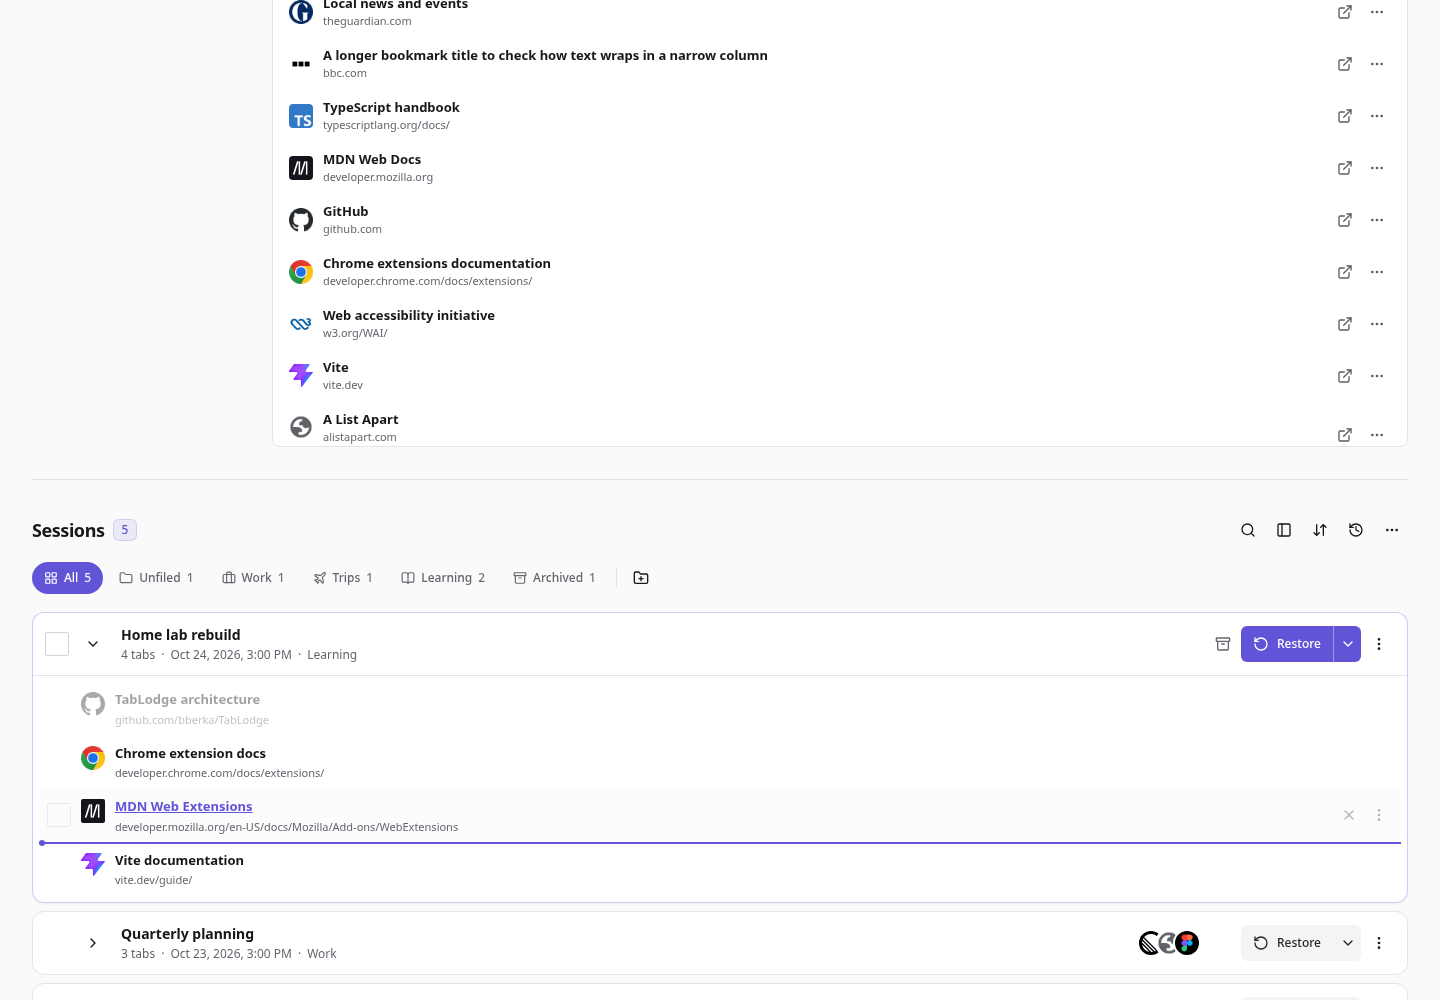 Local news and events
theguardian.com
A longer bookmark title to check how text wraps in a narrow column
bbc.com
TS
TypeScript handbook
typescriptlang.org/docs/
MDN Web Docs
developer.mozilla.org
GitHub
github.com
Chrome extensions documentation
developer.chrome.com/docs/extensions/
Web accessibility initiative
w3.org/WAI/
Vite
vite.dev
A List Apart
alistapart.com
Sessions 5
All 5 Unfiled 1 Work 1 Trips 1 Learning 2 Archived 1
Home lab rebuild
4 tabs · Oct 24, 2026, 3:00 PM · Learning
Restore
TabLodge architecture
github.com/bberka/TabLodge
Chrome extension docs
developer.chrome.com/docs/extensions/
MDN Web Extensions
developer.mozilla.org/en-US/docs/Mozilla/Add-ons/WebExtensions
Vite documentation
vite.dev/guide/
Quarterly planning
3 tabs · Oct 23, 2026, 3:00 PM · Work
Restore